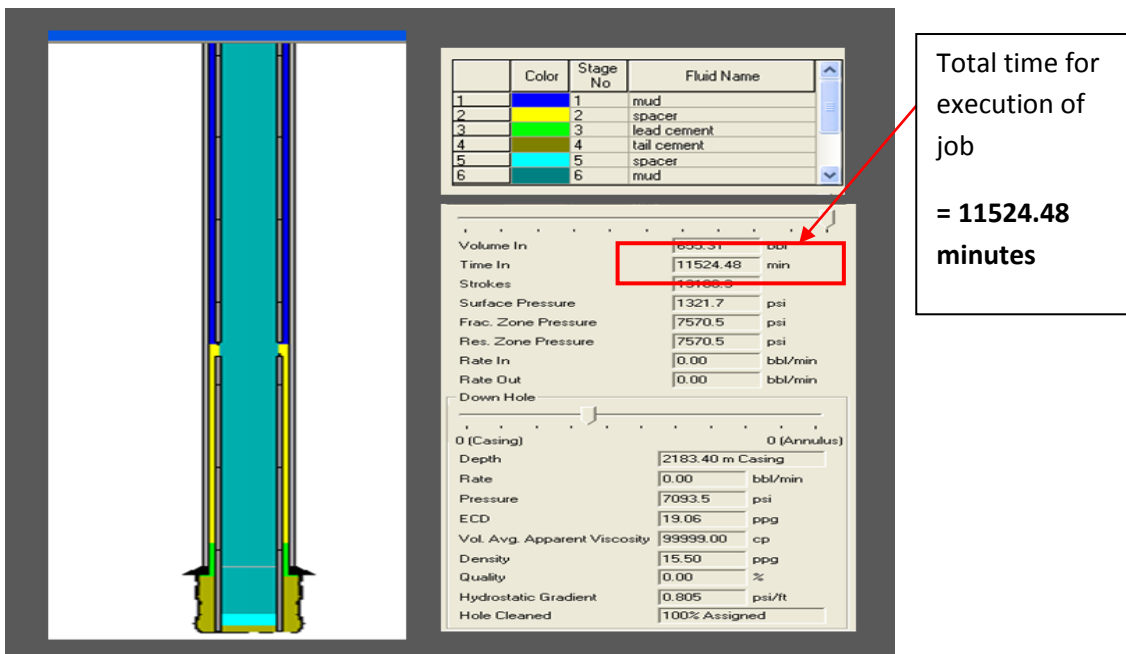 Color Stage No Fluid Name
1 1 mud
2 2 spacer
3 3 lead cement
4 4 tail cement
5 5 spacer
6 6 mud
Volume In bbl
Time In 11524.48 min
Strokes
Surface Pressure 1321.7 psi
Frac. Zone Pressure 7570.5 psi
Res. Zone Pressure 7570.5 psi
Rate In 0.00 bbl/min
Rate Out 0.00 bbl/min
Down Hole
0 (Casing) 0 (Annulus)
Depth 2183.40 m Casing
Rate 0.00 bbl/min
Pressure 7093.5 psi
ECD 19.06 ppg
Vol. Avg. Apparent Viscosity 99999.00 cp
Density 15.50 ppg
Quality 0.00 %
Hydrostatic Gradient 0.805 psi/ft
Hole Cleaned 100% Assigned
Total time for
execution of
job
= 11524.48
minutes